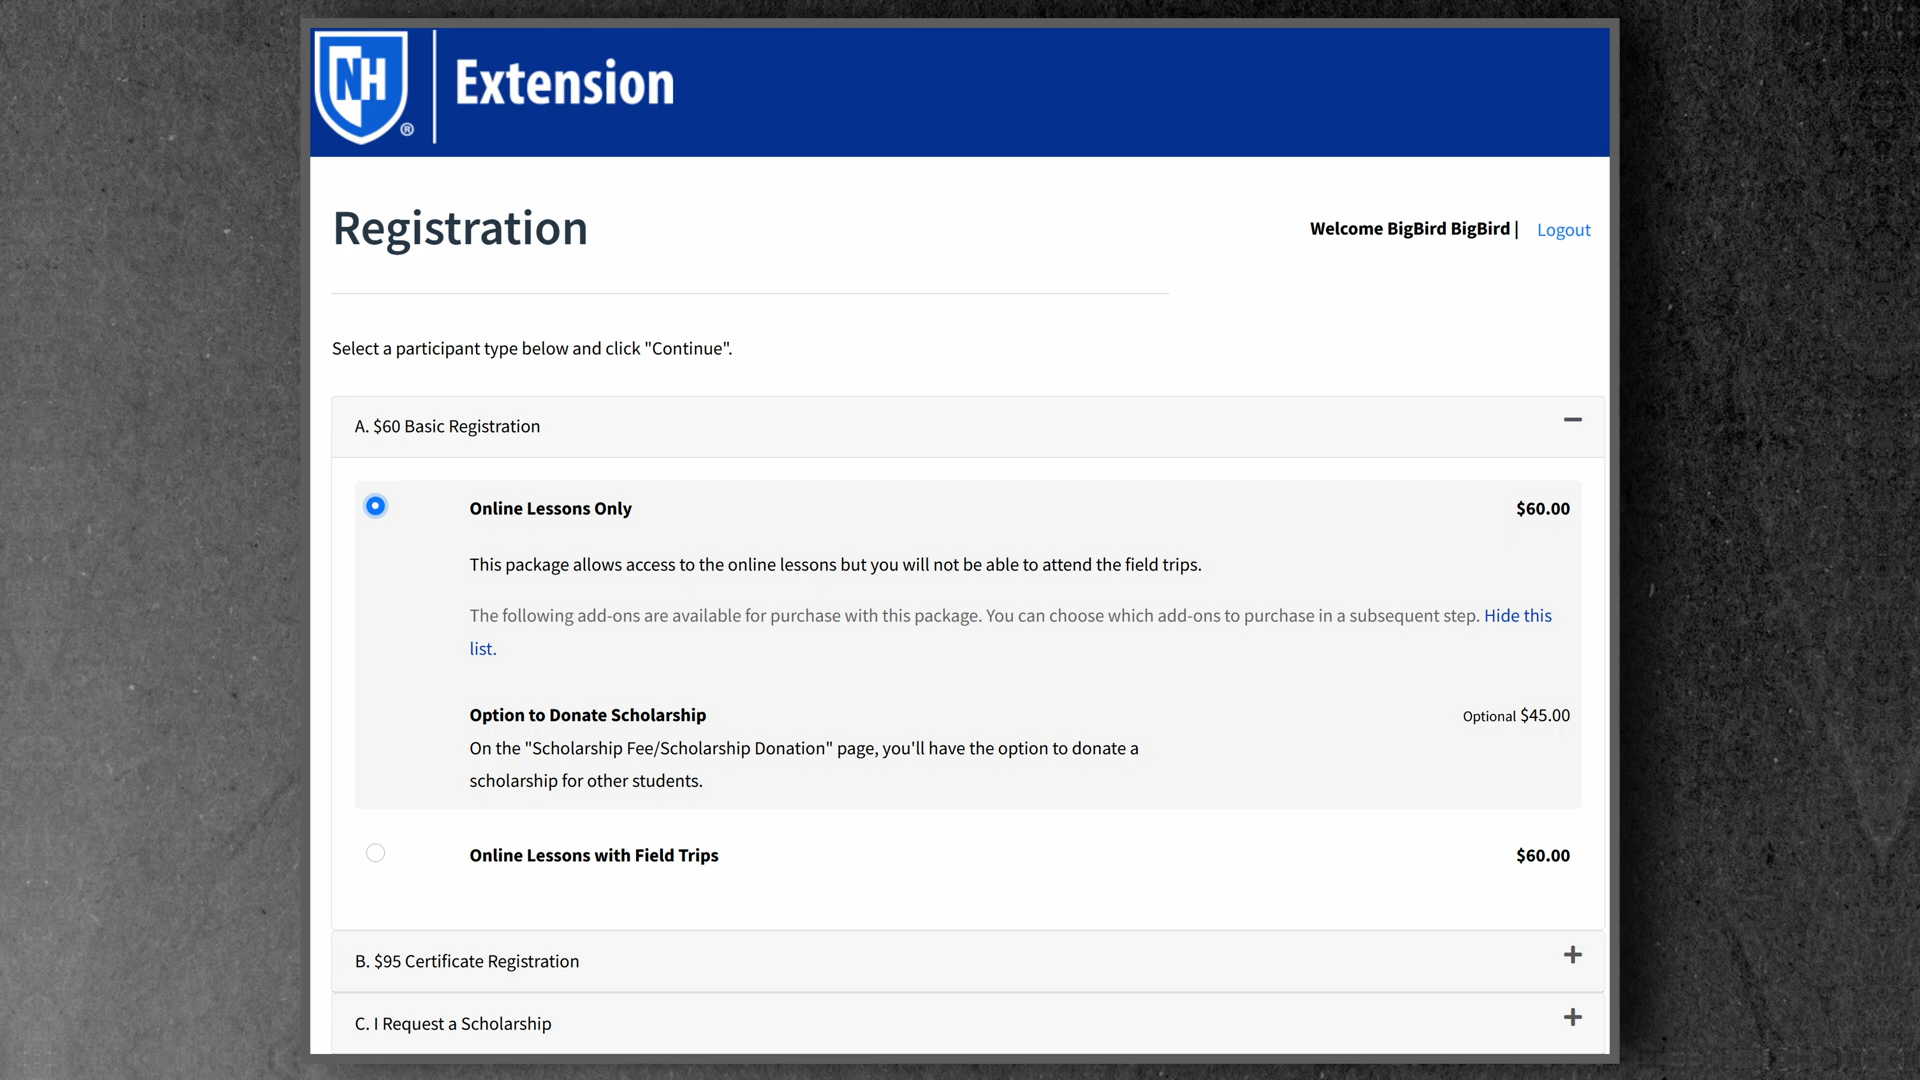 NH
®
Extension
Registration
Welcome BigBird BigBird | Logout
Select a participant type below and click "Continue".
A. $60 Basic Registration
Online Lessons Only $60.00
This package allows access to the online lessons but you will not be able to attend the field trips.
The following add-ons are available for purchase with this package. You can choose which add-ons to purchase in a subsequent step. Hide this
list.
Option to Donate Scholarship Optional $45.00
On the "Scholarship Fee/Scholarship Donation" page, you'll have the option to donate a
scholarship for other students.
Online Lessons with Field Trips $60.00
B. $95 Certificate Registration
C. I Request a Scholarship